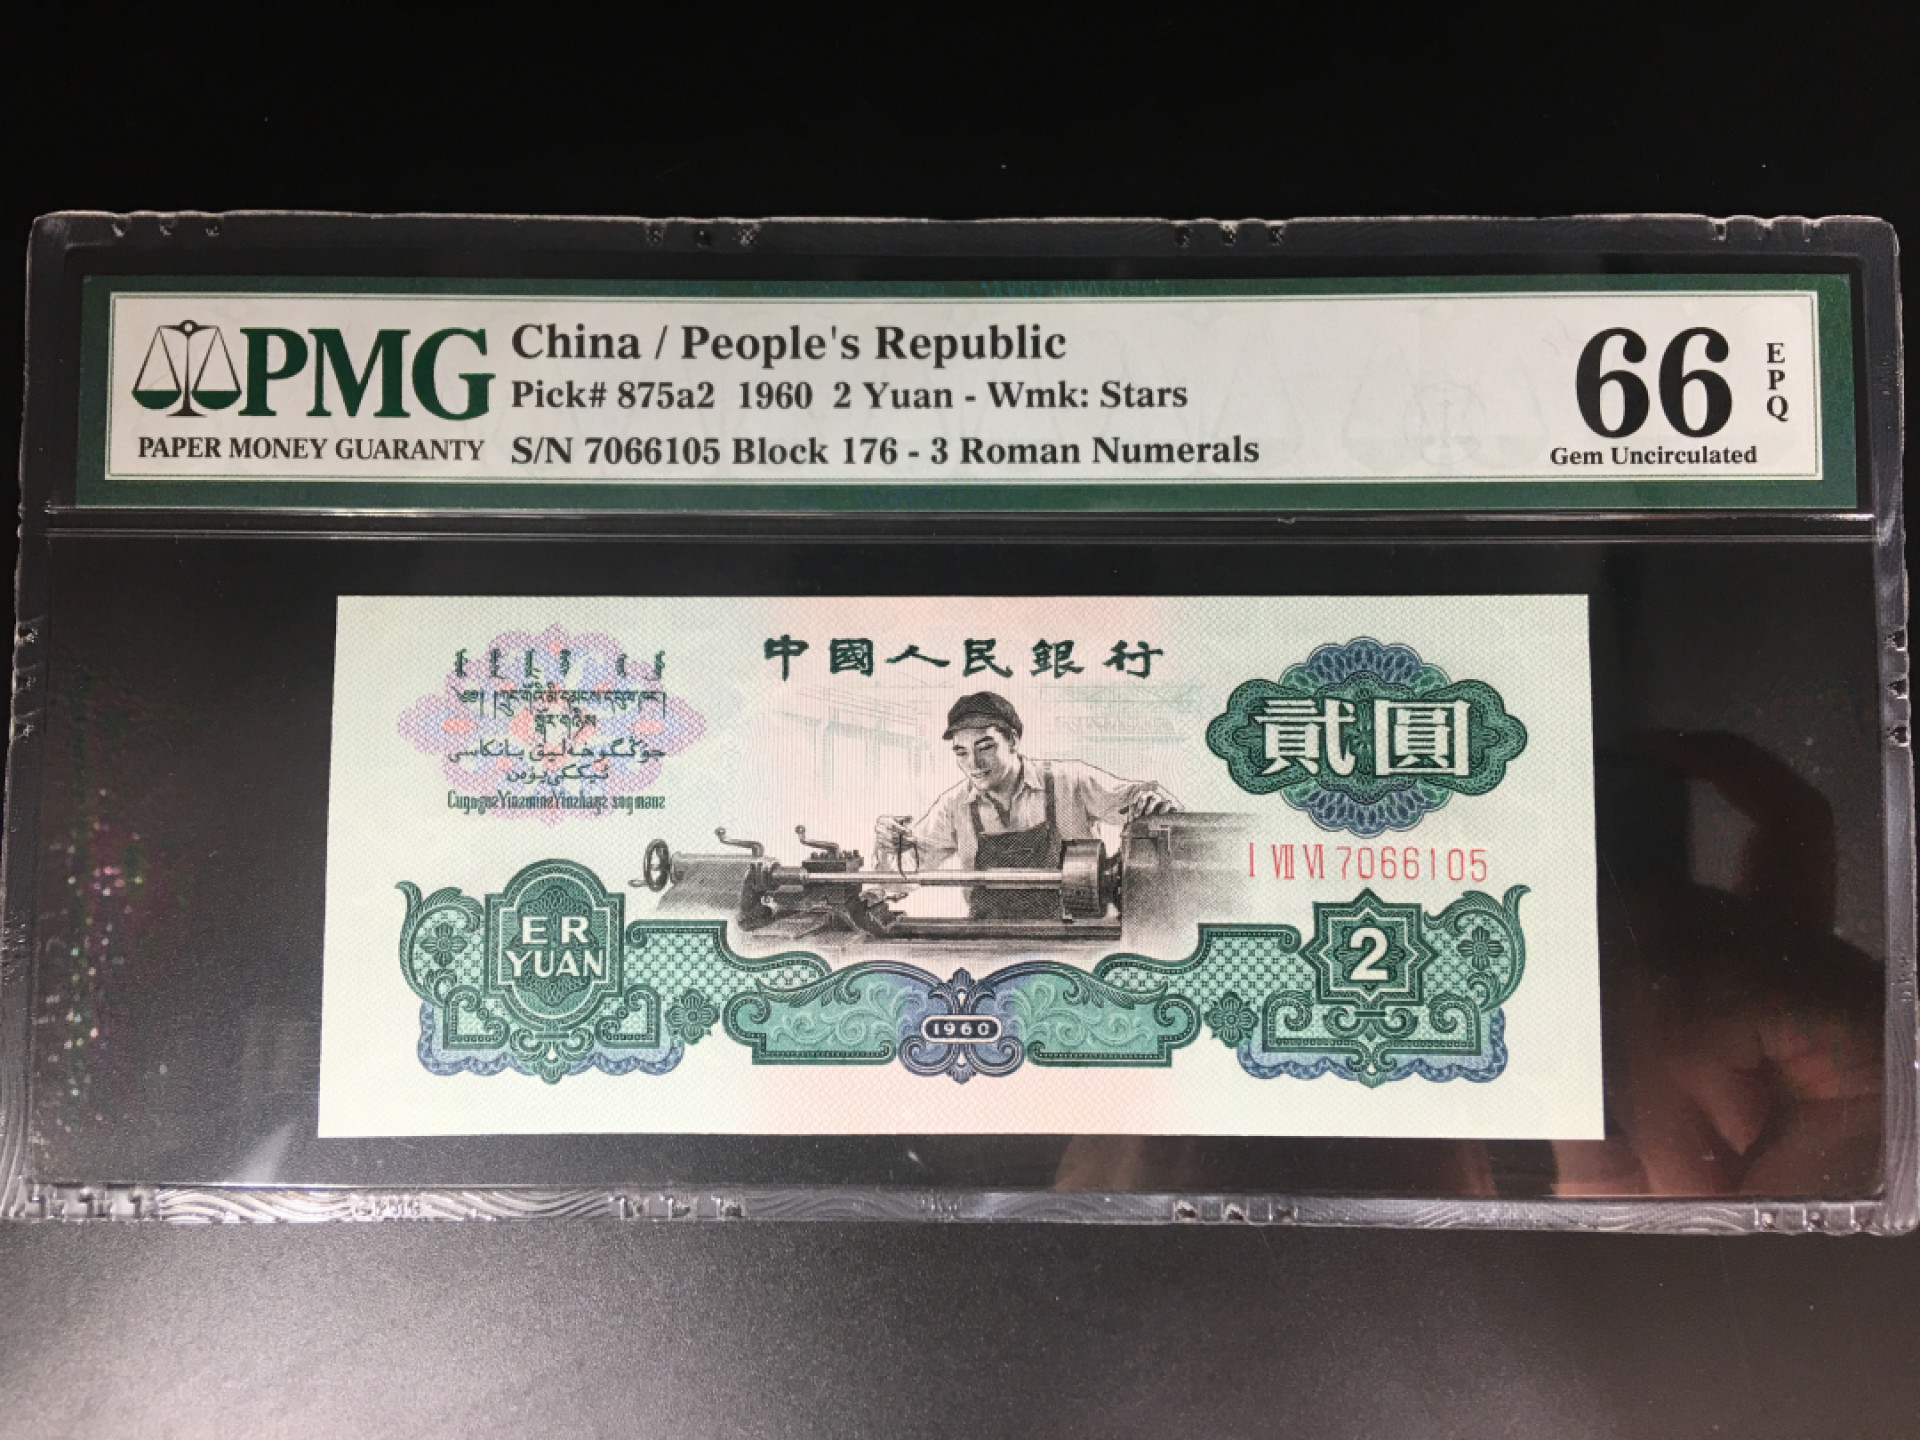 PMG
PAPER MONEY GUARANTY
China / People's Republic
Pick# 875a2 1960 2 Yuan - Wmk: Stars
S/N 7066105 Block 176 - 3 Roman Numerals
66
EPQ
Gem Uncirculated
中國人民銀行
貳圓
I VII VI 7066105
ER
YUAN
1960
2